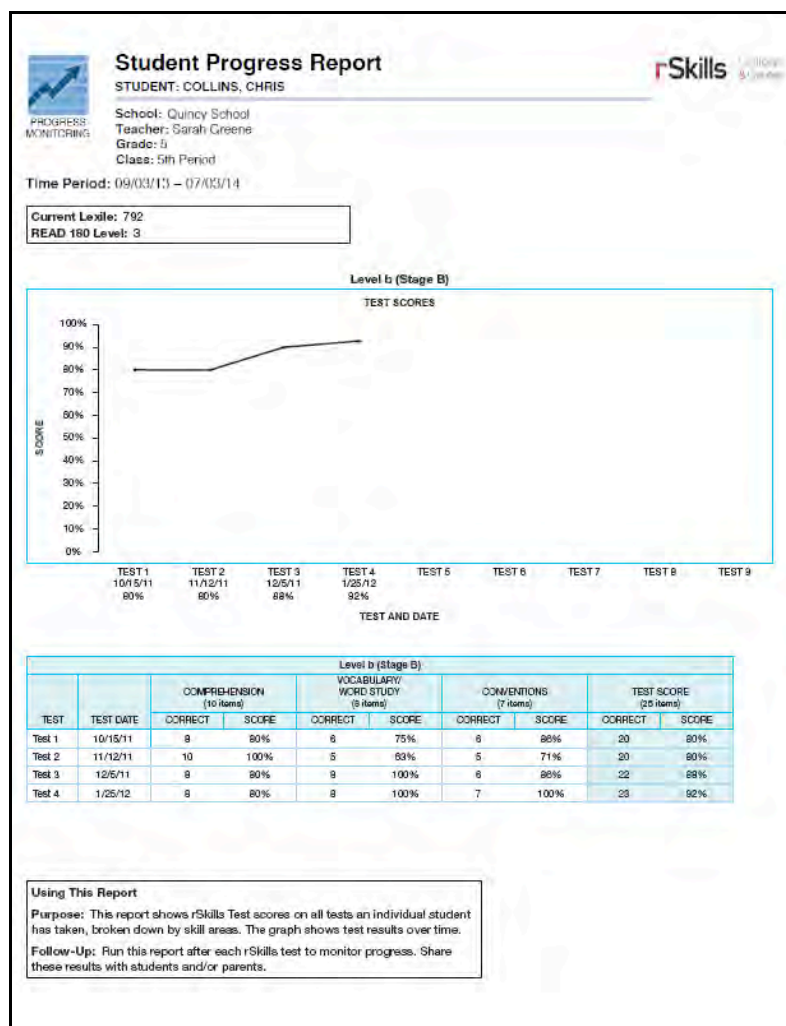 Student Progress Report
STUDENT: COLLINS, CHRIS
rSkills
PROGRESS
MONITORING
School: Quincy School
Teacher: Sarah Greene
Grade: 5
Class: 5th Period
Time Period: 09/03/13 – 07/03/14
Current Lexile: 792
READ 180 Level: 3
Level b (Stage B)
TEST SCORES
100%
90%
80%
70%
60%
50%
40%
30%
20%
10%
0%
SCORE
TEST 1 TEST 2 TEST 3 TEST 4 TEST 5 TEST 6 TEST 7 TEST 8 TEST 9
10/15/11 11/12/11 12/5/11 1/25/12
80% 80% 88% 92%
TEST AND DATE
Level b (Stage B)
COMPREHENSION VOCABULARY/ WORD STUDY CONVENTIONS TEST SCORE
(10 items) (8 items) (7 items) (25 items)
TEST TEST DATE CORRECT SCORE CORRECT SCORE CORRECT SCORE CORRECT SCORE
Test 1 10/15/11 8 80% 6 75% 6 86% 20 80%
Test 2 11/12/11 10 100% 5 63% 5 71% 20 80%
Test 3 12/5/11 8 80% 8 100% 6 86% 22 88%
Test 4 1/25/12 8 80% 8 100% 7 100% 23 92%
Using This Report
Purpose: This report shows rSkills Test scores on all tests an individual student
has taken, broken down by skill areas. The graph shows test results over time.
Follow-Up: Run this report after each rSkills test to monitor progress. Share
these results with students and/or parents.